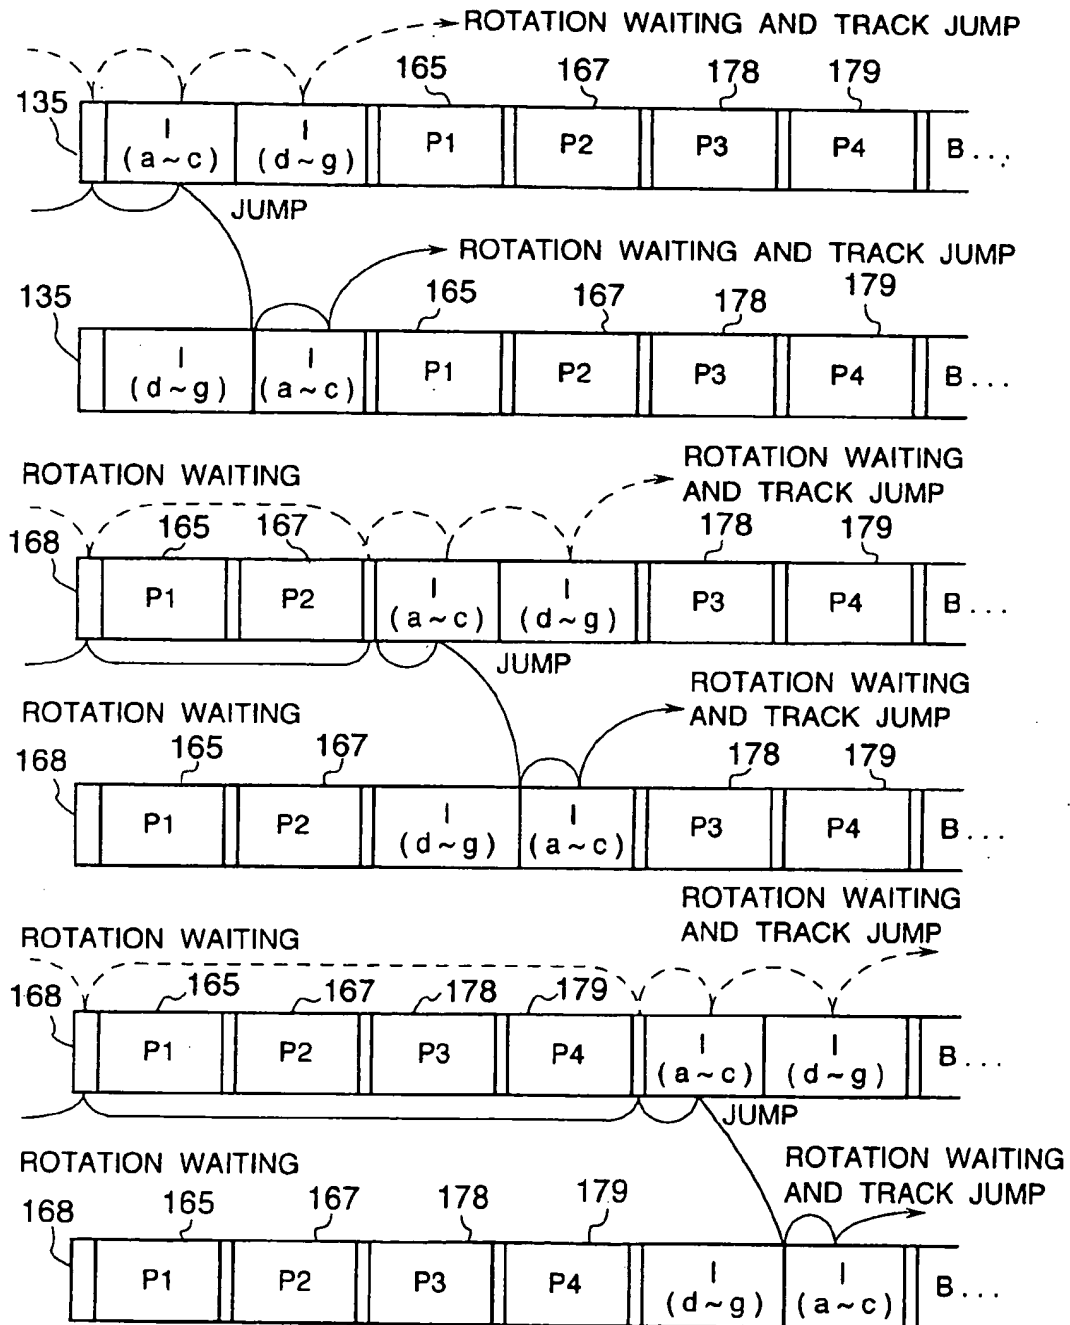 ROTATION WAITING AND TRACK JUMP
135 165 167 178 179
I (a~c) I (d~g) P1 P2 P3 P4 B...
JUMP
ROTATION WAITING AND TRACK JUMP
135 165 167 178 179
I (d~g) I (a~c) P1 P2 P3 P4 B...
ROTATION WAITING
ROTATION WAITING
AND TRACK JUMP
168 165 167 178 179
P1 P2 I (a~c) I (d~g) P3 P4 B...
JUMP
ROTATION WAITING
ROTATION WAITING
AND TRACK JUMP
168 165 167 178 179
P1 P2 I (d~g) I (a~c) P3 P4 B...
ROTATION WAITING
ROTATION WAITING
AND TRACK JUMP
168 165 167 178 179
P1 P2 P3 P4 I (a~c) I (d~g) B...
JUMP
ROTATION WAITING
ROTATION WAITING
AND TRACK JUMP
168 165 167 178 179
P1 P2 P3 P4 I (d~g) I (a~c) B...